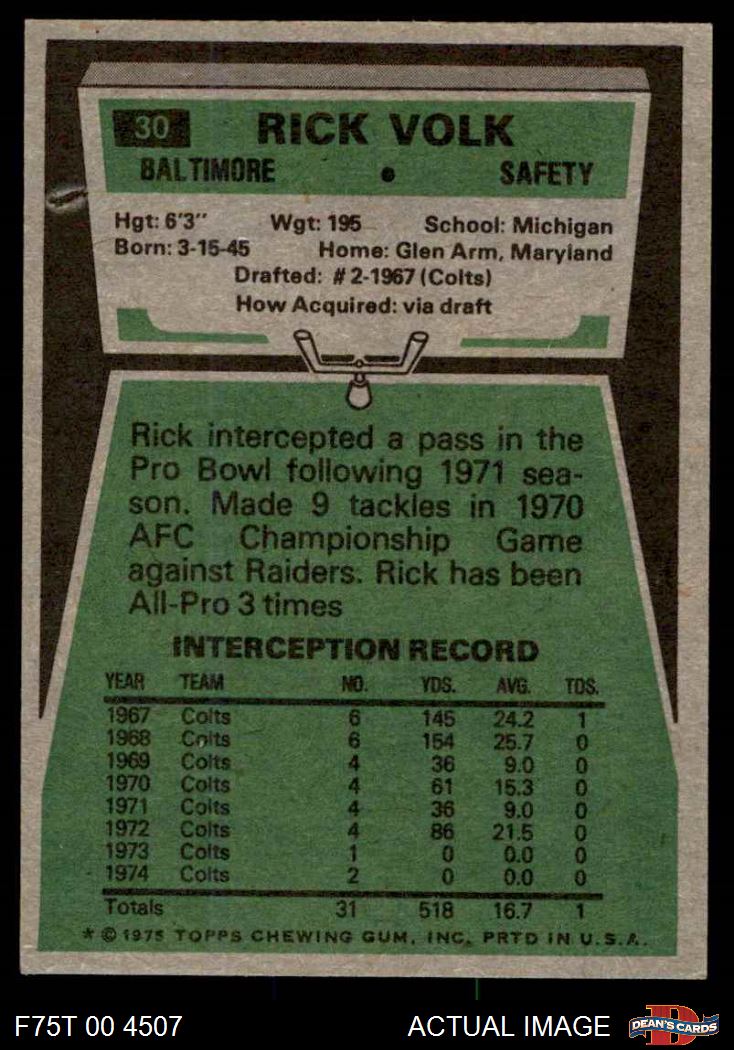 30 RICK VOLK
BALTIMORE • SAFETY
Hgt: 6'3" Wgt: 195 School: Michigan
Born: 3-15-45 Home: Glen Arm, Maryland
Drafted: #2-1967 (Colts)
How Acquired: via draft
Rick intercepted a pass in the
Pro Bowl following 1971 sea-
son. Made 9 tackles in 1970
AFC Championship Game
against Raiders. Rick has been
All-Pro 3 times
INTERCEPTION RECORD
YEAR TEAM NO. YDS. AVG. TDS.
1967 Colts 6 145 24.2 1
1968 Colts 6 154 25.7 0
1969 Colts 4 36 9.0 0
1970 Colts 4 61 15.3 0
1971 Colts 4 36 9.0 0
1972 Colts 4 86 21.5 0
1973 Colts 1 0 0.0 0
1974 Colts 2 0 0.0 0
Totals 31 518 16.7 1
* © 1975 TOPPS CHEWING GUM, INC. PRTD IN U.S.A.
F75T 00 4507 ACTUAL IMAGE DEAN'S CARDS